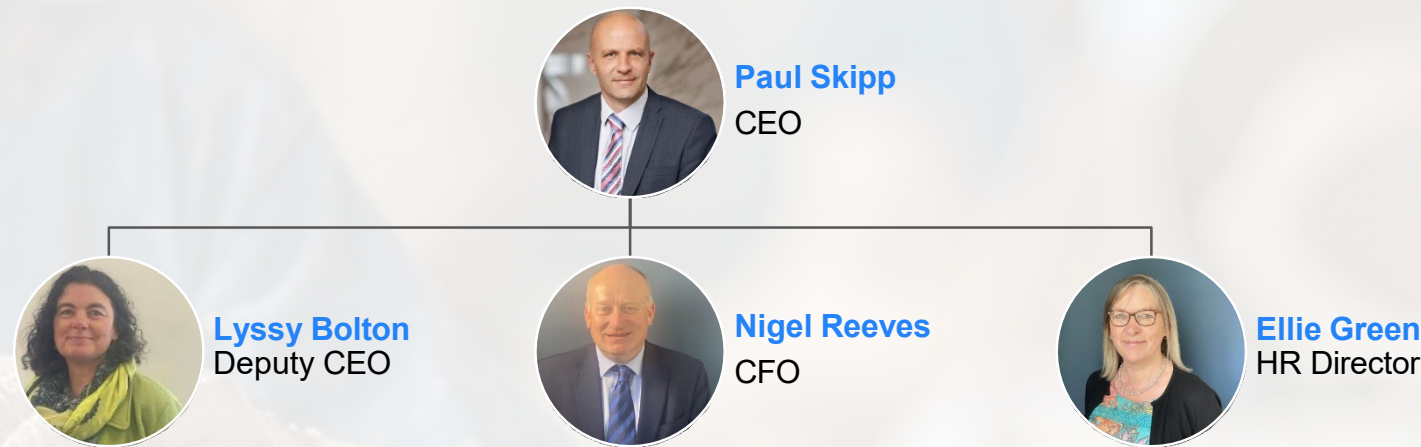 Paul Skipp
CEO
Lyssy Bolton
Deputy CEO
Nigel Reeves
CFO
Ellie Green
HR Director